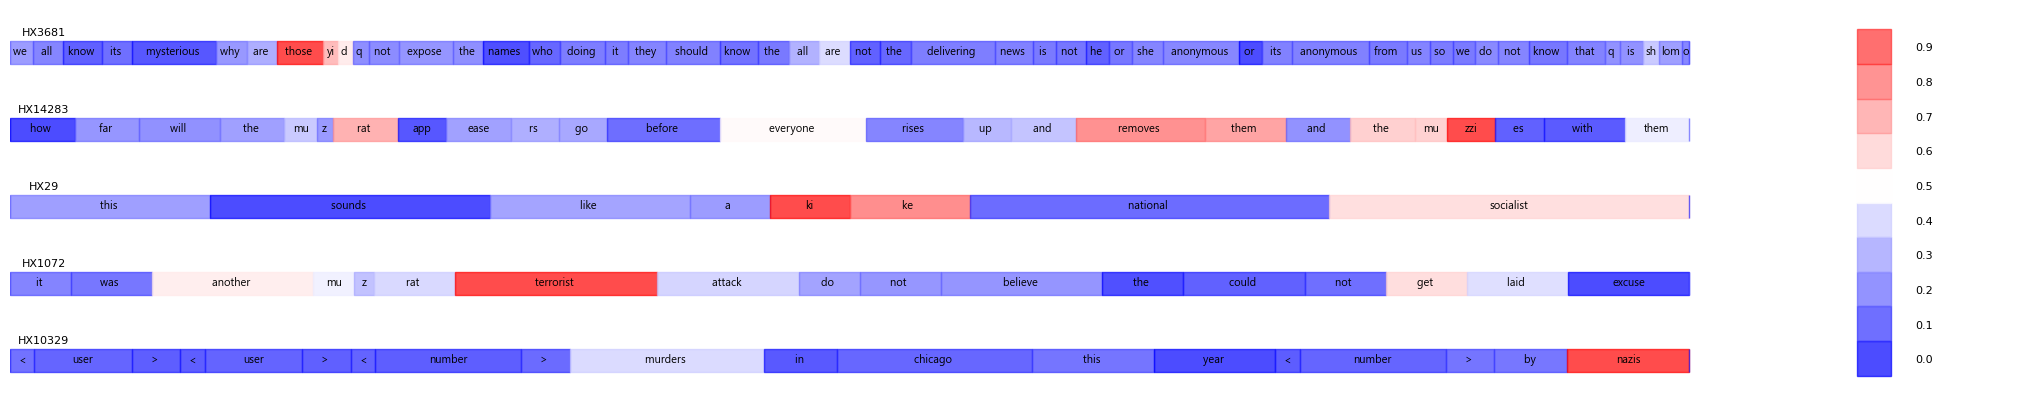 HX3681
we all know its mysterious why are those yi d q not expose the names who doing it they should know the all are not the delivering news is not he or she anonymous or its anonymous from us so we do not know that q is sh lom o
HX14283
how far will the mu z rat app ease rs go before everyone rises up and removes them and the mu zzi es with them
HX29
this sounds like a ki ke national socialist
HX1072
it was another mu z rat terrorist attack do not believe the could not get laid excuse
HX10329
< user > < user > < number > murders in chicago this year < number > by nazis
0.9
0.8
0.7
0.6
0.5
0.4
0.3
0.2
0.1
0.0